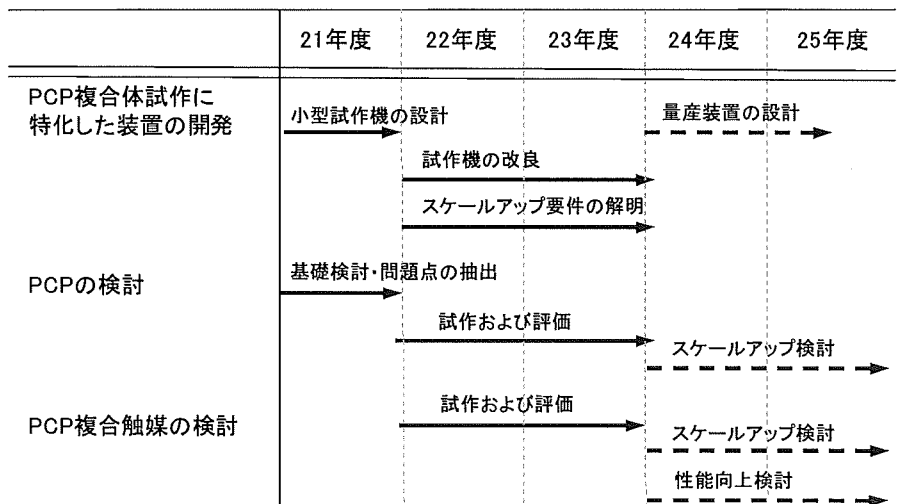 21年度 22年度 23年度 24年度 25年度
PCP複合体試作に
特化した装置の開発
小型試作機の設計
量産装置の設計
試作機の改良
スケールアップ要件の解明
PCPの検討
基礎検討・問題点の抽出
試作および評価
スケールアップ検討
PCP複合触媒の検討
試作および評価
スケールアップ検討
性能向上検討